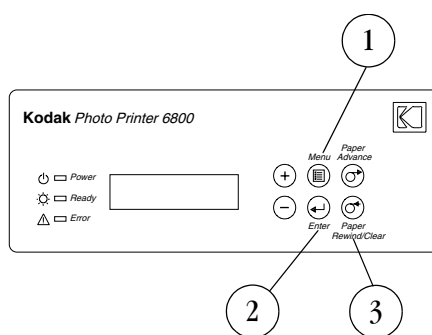 1
Kodak Photo Printer 6800
Menu
Paper
Advance
Power
Ready
Error
Enter
Paper
Rewind/Clear
2
3